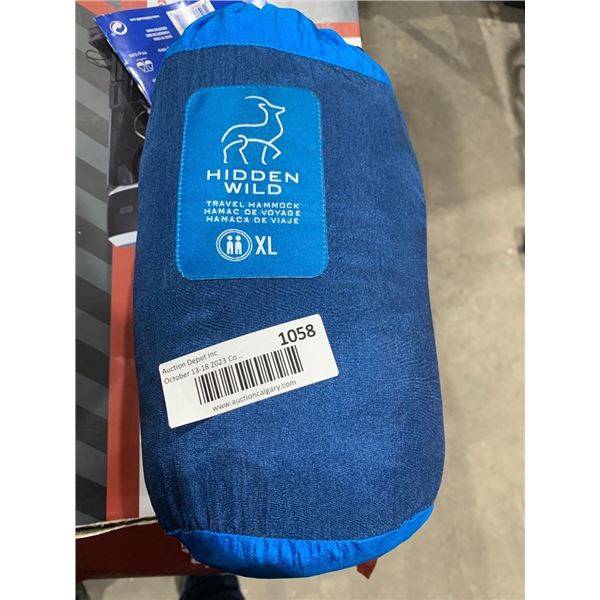 HIDDEN
WILD
TRAVEL HAMMOCK
HAMAC DE VOYAGE
HAMACA DE VIAJE
XL
1058
Auction Depot Inc
October 13-18 2023 Co...
www.auctioncalgary.com